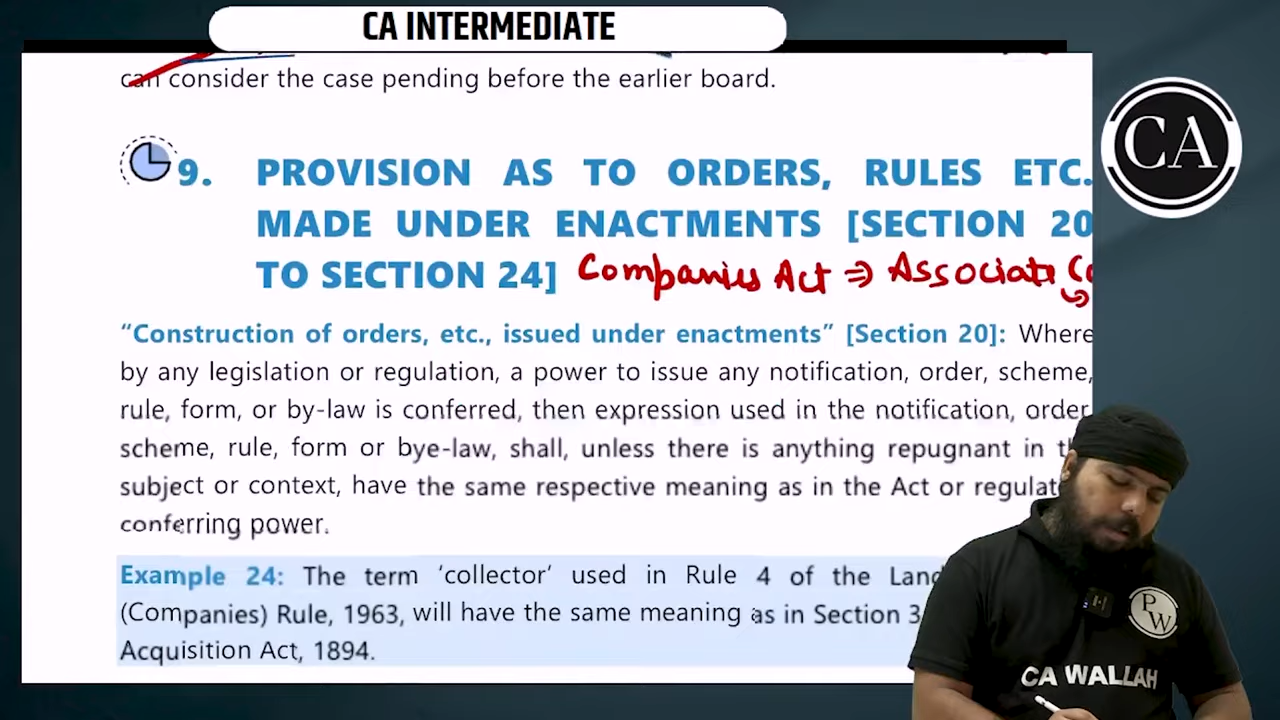 CA INTERMEDIATE
can consider the case pending before the earlier board.
CA
9. PROVISION AS TO ORDERS, RULES ETC.
MADE UNDER ENACTMENTS [SECTION 20
TO SECTION 24] Companies Act ⇒ Associate Co
"Construction of orders, etc., issued under enactments" [Section 20]: Where
by any legislation or regulation, a power to issue any notification, order, scheme,
rule, form, or by-law is conferred, then expression used in the notification, order
scheme, rule, form or bye-law, shall, unless there is anything repugnant in
subject or context, have the same respective meaning as in the Act or regulat
conferring power.
Example 24: The term 'collector' used in Rule 4 of the Land
(Companies) Rule, 1963, will have the same meaning as in Section 3
Acquisition Act, 1894.
PW
CA WALLAH